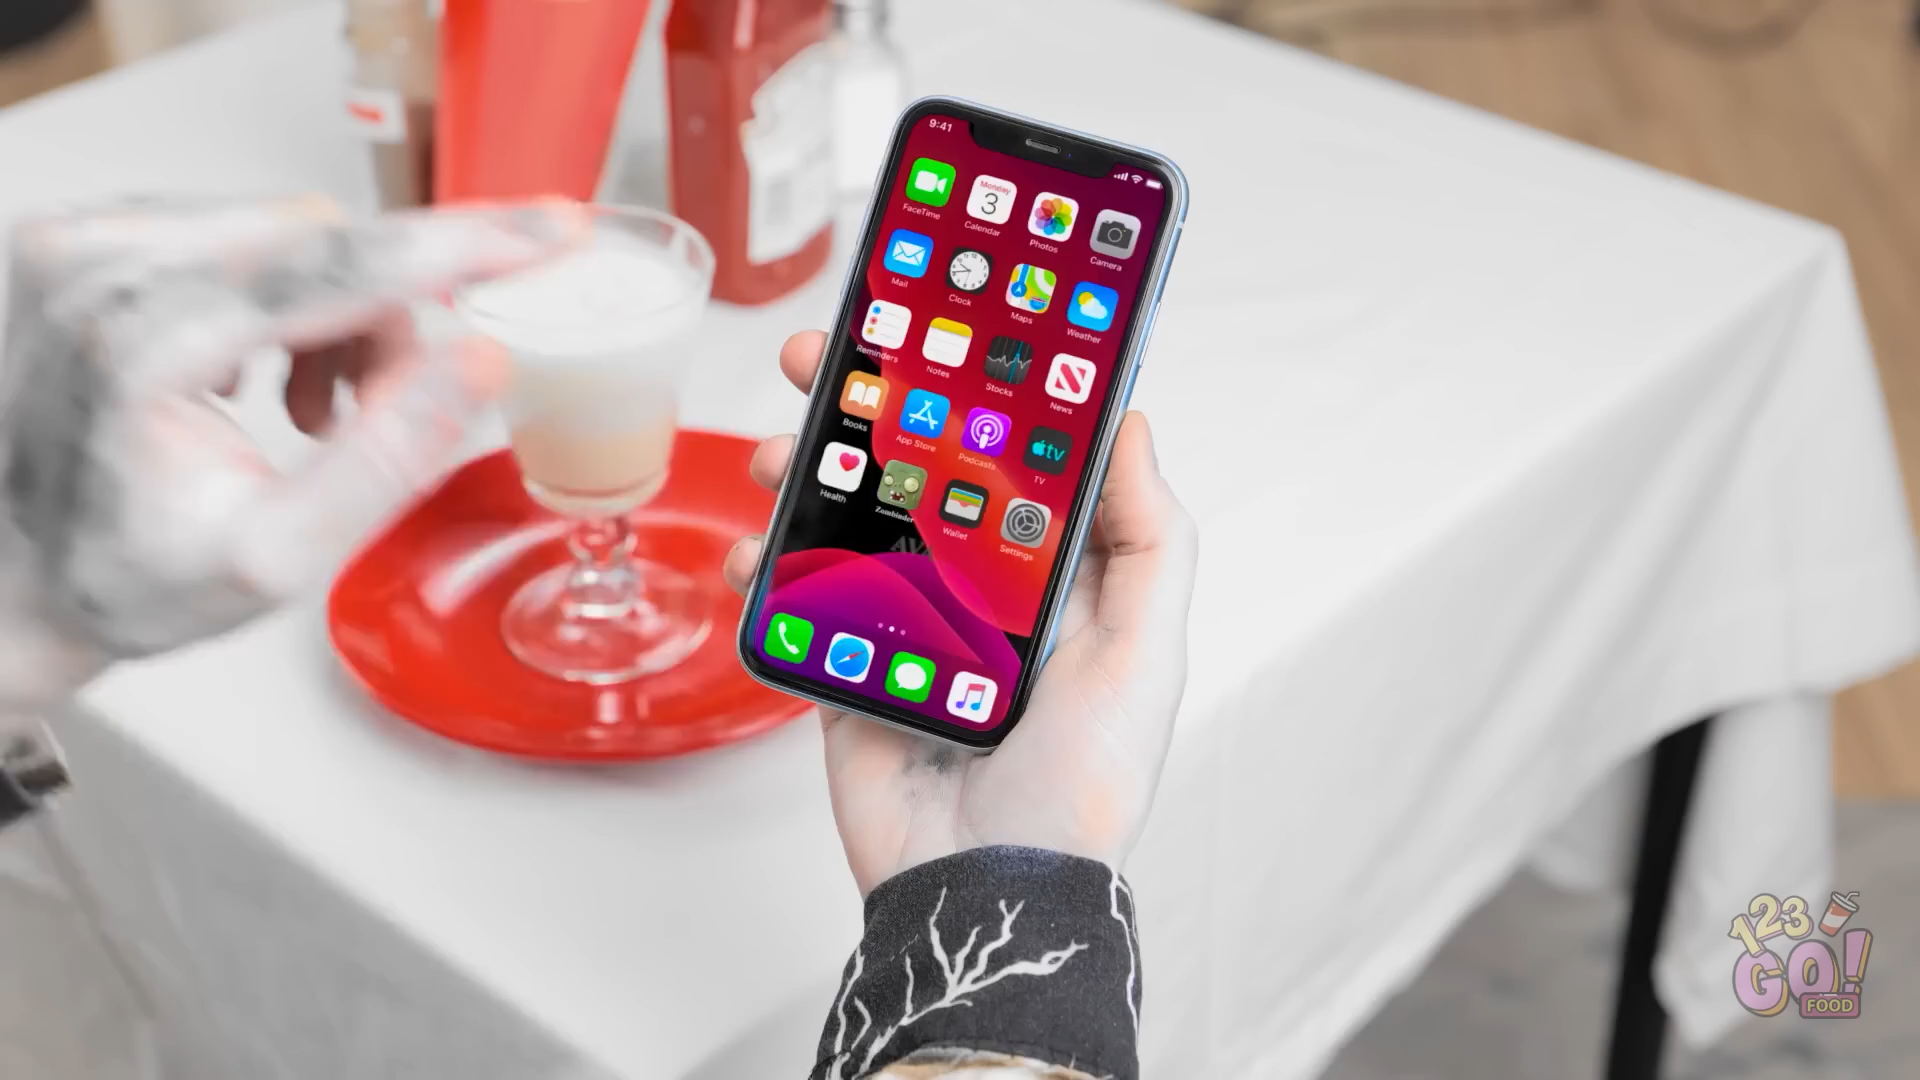 9:41
FaceTime
Monday
3
Calendar
Photos
Camera
Mail
Clock
Maps
Weather
Reminders
Notes
Stocks
News
Books
App Store
Podcasts
tv
TV
Health
Zombinder
Wallet
Settings
123
GO!
FOOD